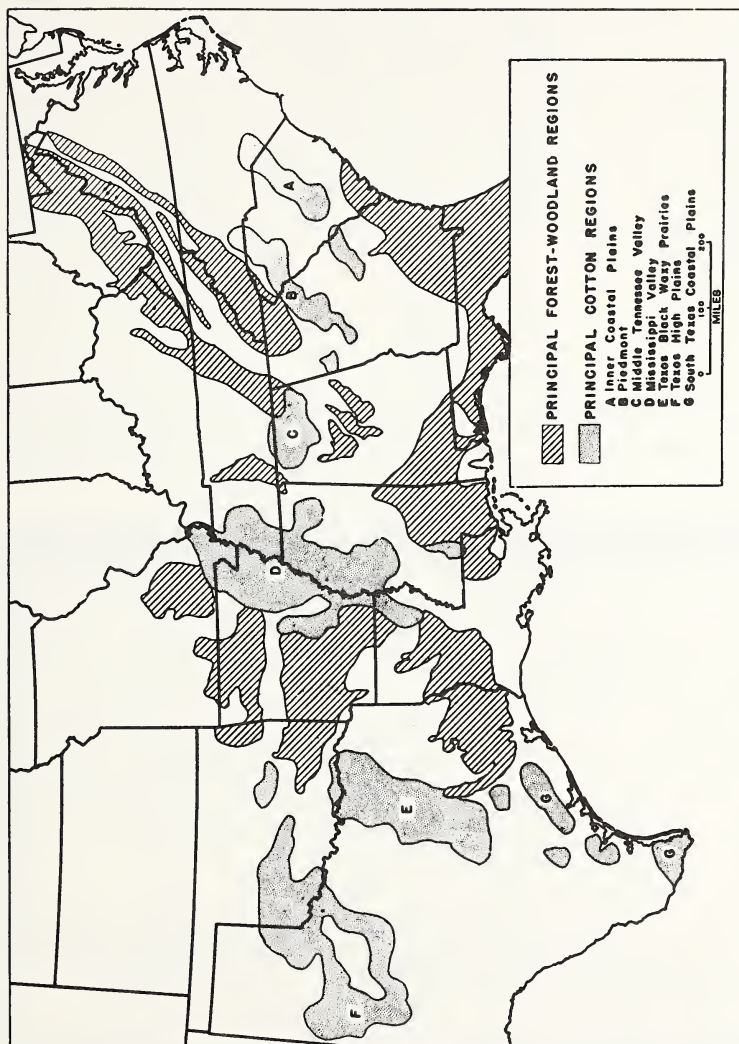 PRINCIPAL FOREST-WOODLAND REGIONS
PRINCIPAL COTTON REGIONS
A Inner Coastal Plains
B Piedmont
C Middle Tennessee Valley
D Mississippi Valley
E Texas Black Waxy Prairies
F Texas High Plains
G South Texas Coastal Plains
0 100 200
MILES
A
B
C
D
E
F
G
G